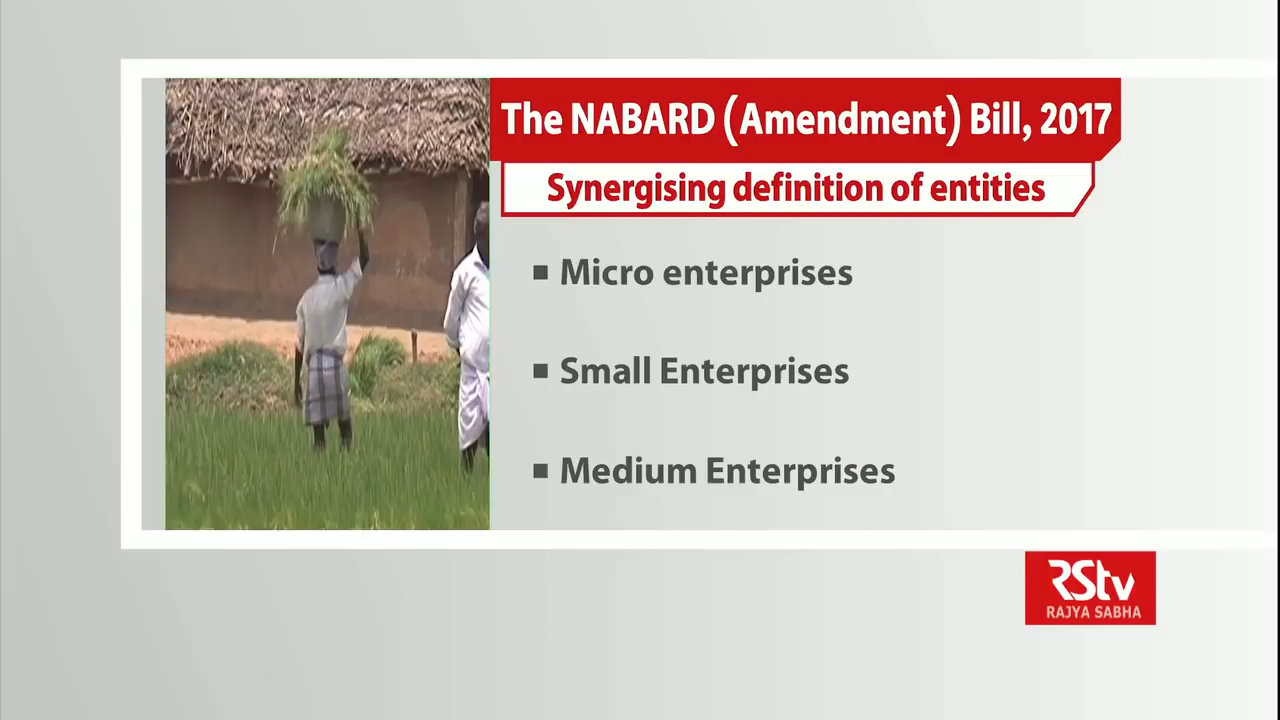 The NABARD (Amendment) Bill, 2017
Synergising definition of entities
Micro enterprises
Small Enterprises
Medium Enterprises
RStv
RAJYA SABHA